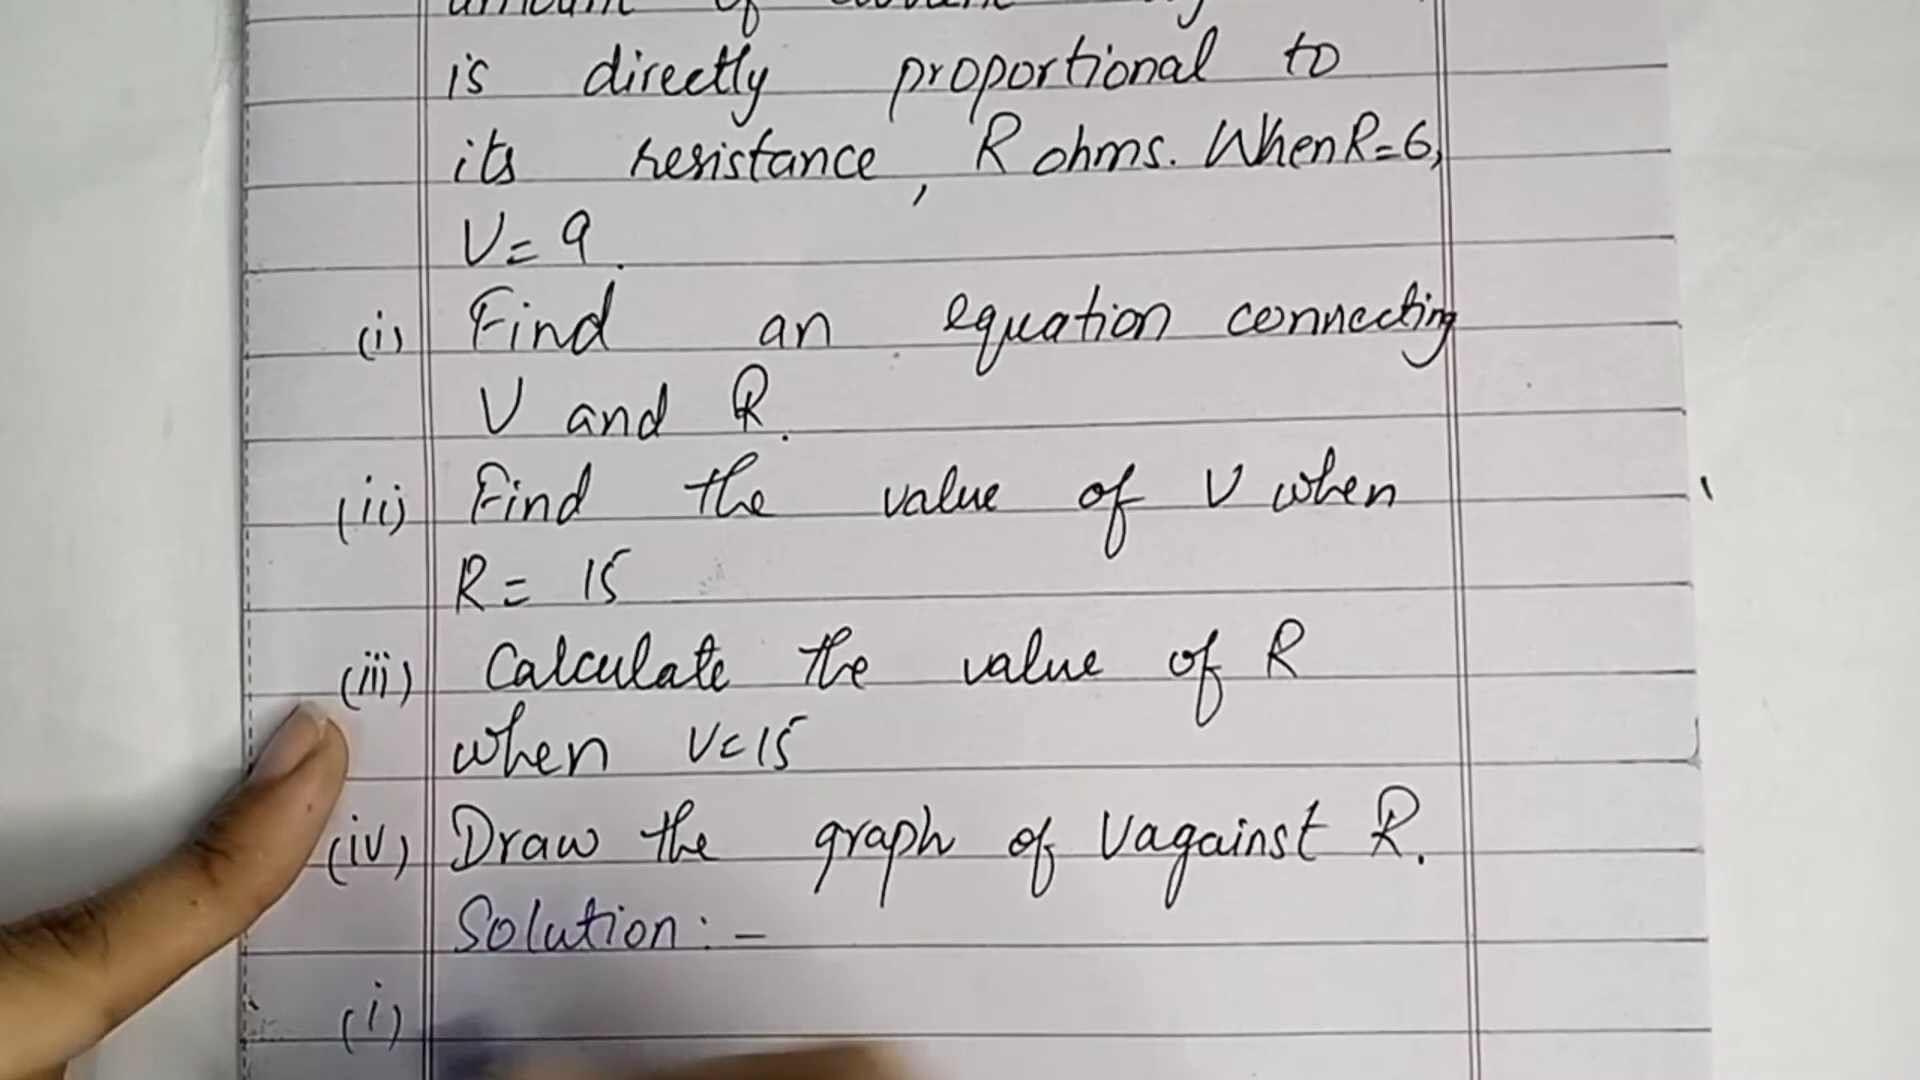 is directly proportional to
its resistance, R ohms. When R=6,
V= 9.
(i) Find an equation connecting
V and R.
(ii) Find the value of V when
R= 15
(iii) Calculate the value of R
when V=15
(iv) Draw the graph of V against R.
Solution:-
(i)